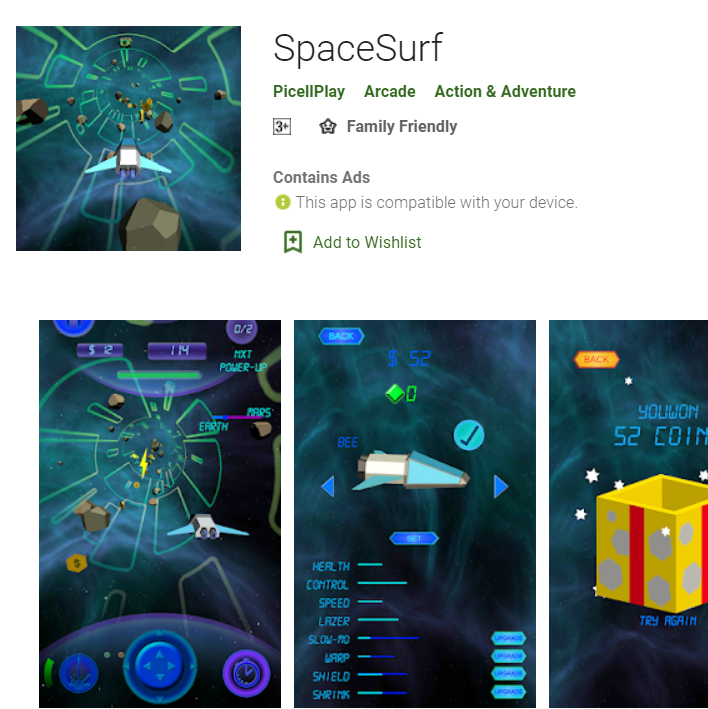 SpaceSurf
PicellPlay Arcade Action & Adventure
3+ Family Friendly
Contains Ads
This app is compatible with your device.
Add to Wishlist
0/2
$ 12 114
NXT
POWER-UP
MARS
EARTH
$
BACK
$ 52
0
BEE
SET
HEALTH
CONTROL
SPEED
LAZER
SLOW-MO UPGRADE
WARP UPGRADE
SHIELD UPGRADE
SHRINK UPGRADE
BACK
YOU WON
52 COIN
TRY AGAIN